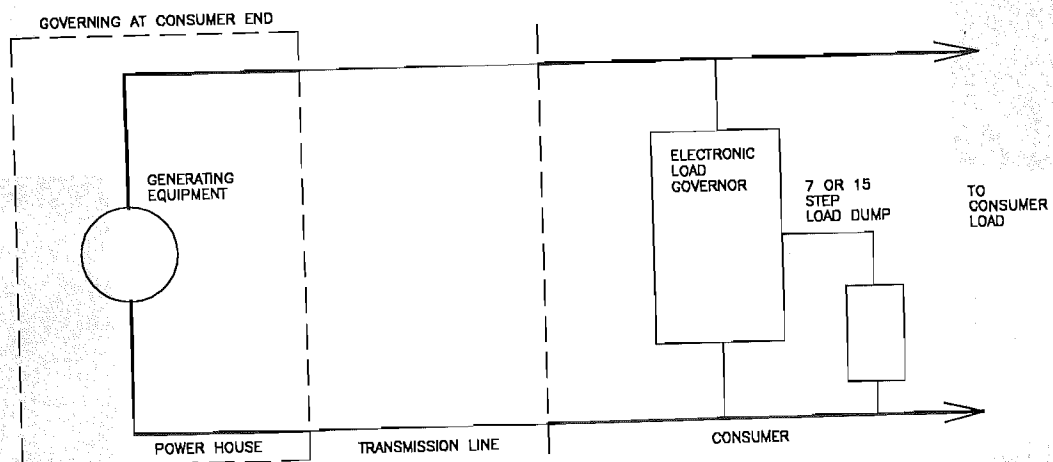 GOVERNING AT CONSUMER END
GENERATING
EQUIPMENT
ELECTRONIC
LOAD
GOVERNOR
7 OR 15
STEP
LOAD DUMP
TO
CONSUMER
LOAD
POWER HOUSE
TRANSMISSION LINE
CONSUMER